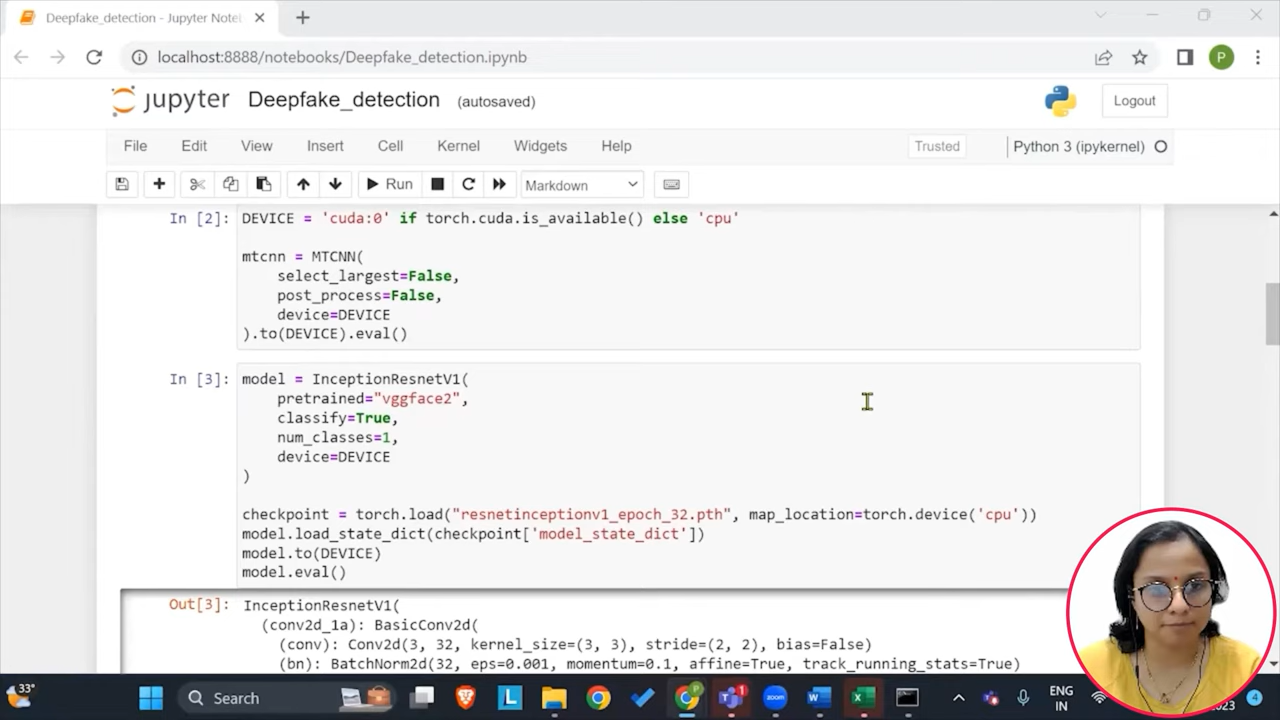 Deepfake_detection - Jupyter Note
localhost:8888/notebooks/Deepfake_detection.ipynb
P
jupyter Deepfake_detection (autosaved)
Logout
File Edit View Insert Cell Kernel Widgets Help
Trusted
Python 3 (ipykernel)
Run
Markdown
In [2]: DEVICE = 'cuda:0' if torch.cuda.is_available() else 'cpu'
mtcnn = MTCNN(
select_largest=False,
post_process=False,
device=DEVICE
).to(DEVICE).eval()
In [3]: model = InceptionResnetV1(
pretrained="vggface2",
classify=True,
num_classes=1,
device=DEVICE
)
checkpoint = torch.load("resnetinceptionv1_epoch_32.pth", map_location=torch.device('cpu'))
model.load_state_dict(checkpoint['model_state_dict'])
model.to(DEVICE)
model.eval()
Out[3]: InceptionResnetV1(
(conv2d_1a): BasicConv2d(
(conv): Conv2d(3, 32, kernel_size=(3, 3), stride=(2, 2), bias=False)
(bn): BatchNorm2d(32, eps=0.001, momentum=0.1, affine=True, track_running_stats=True)
33°
Search
ENG
IN
2023
4